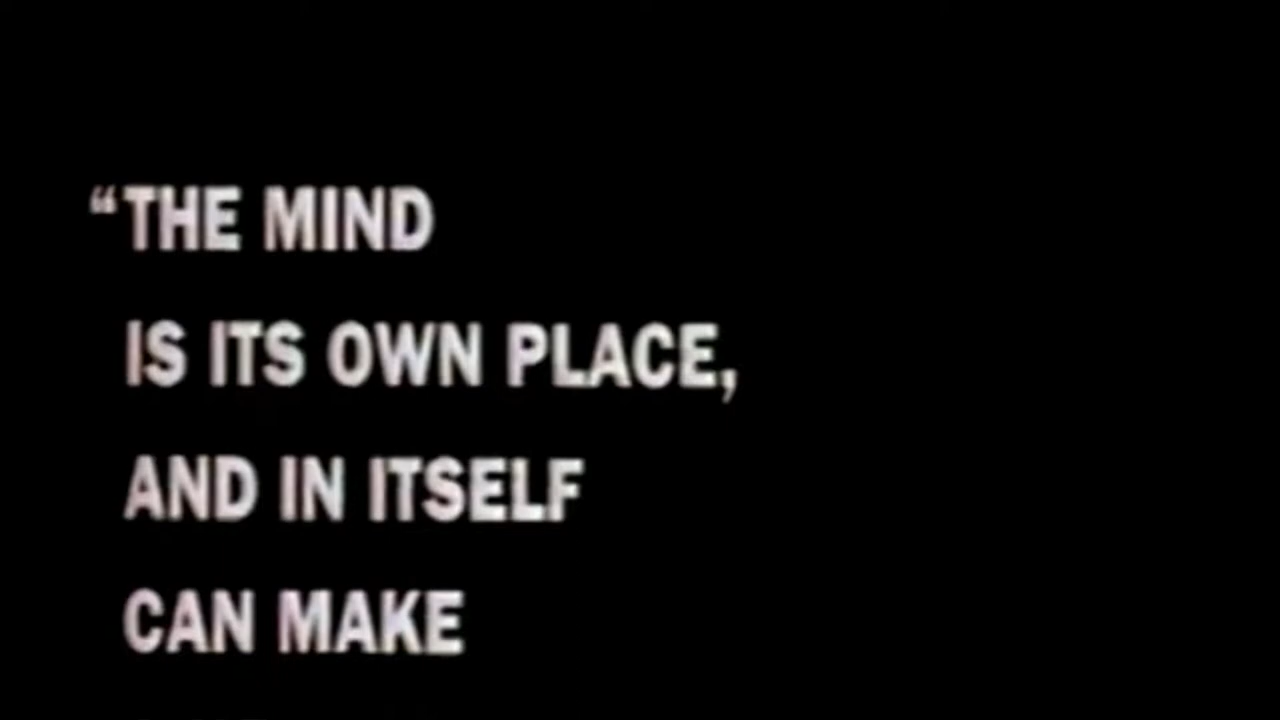 “THE MIND
IS ITS OWN PLACE,
AND IN ITSELF
CAN MAKE